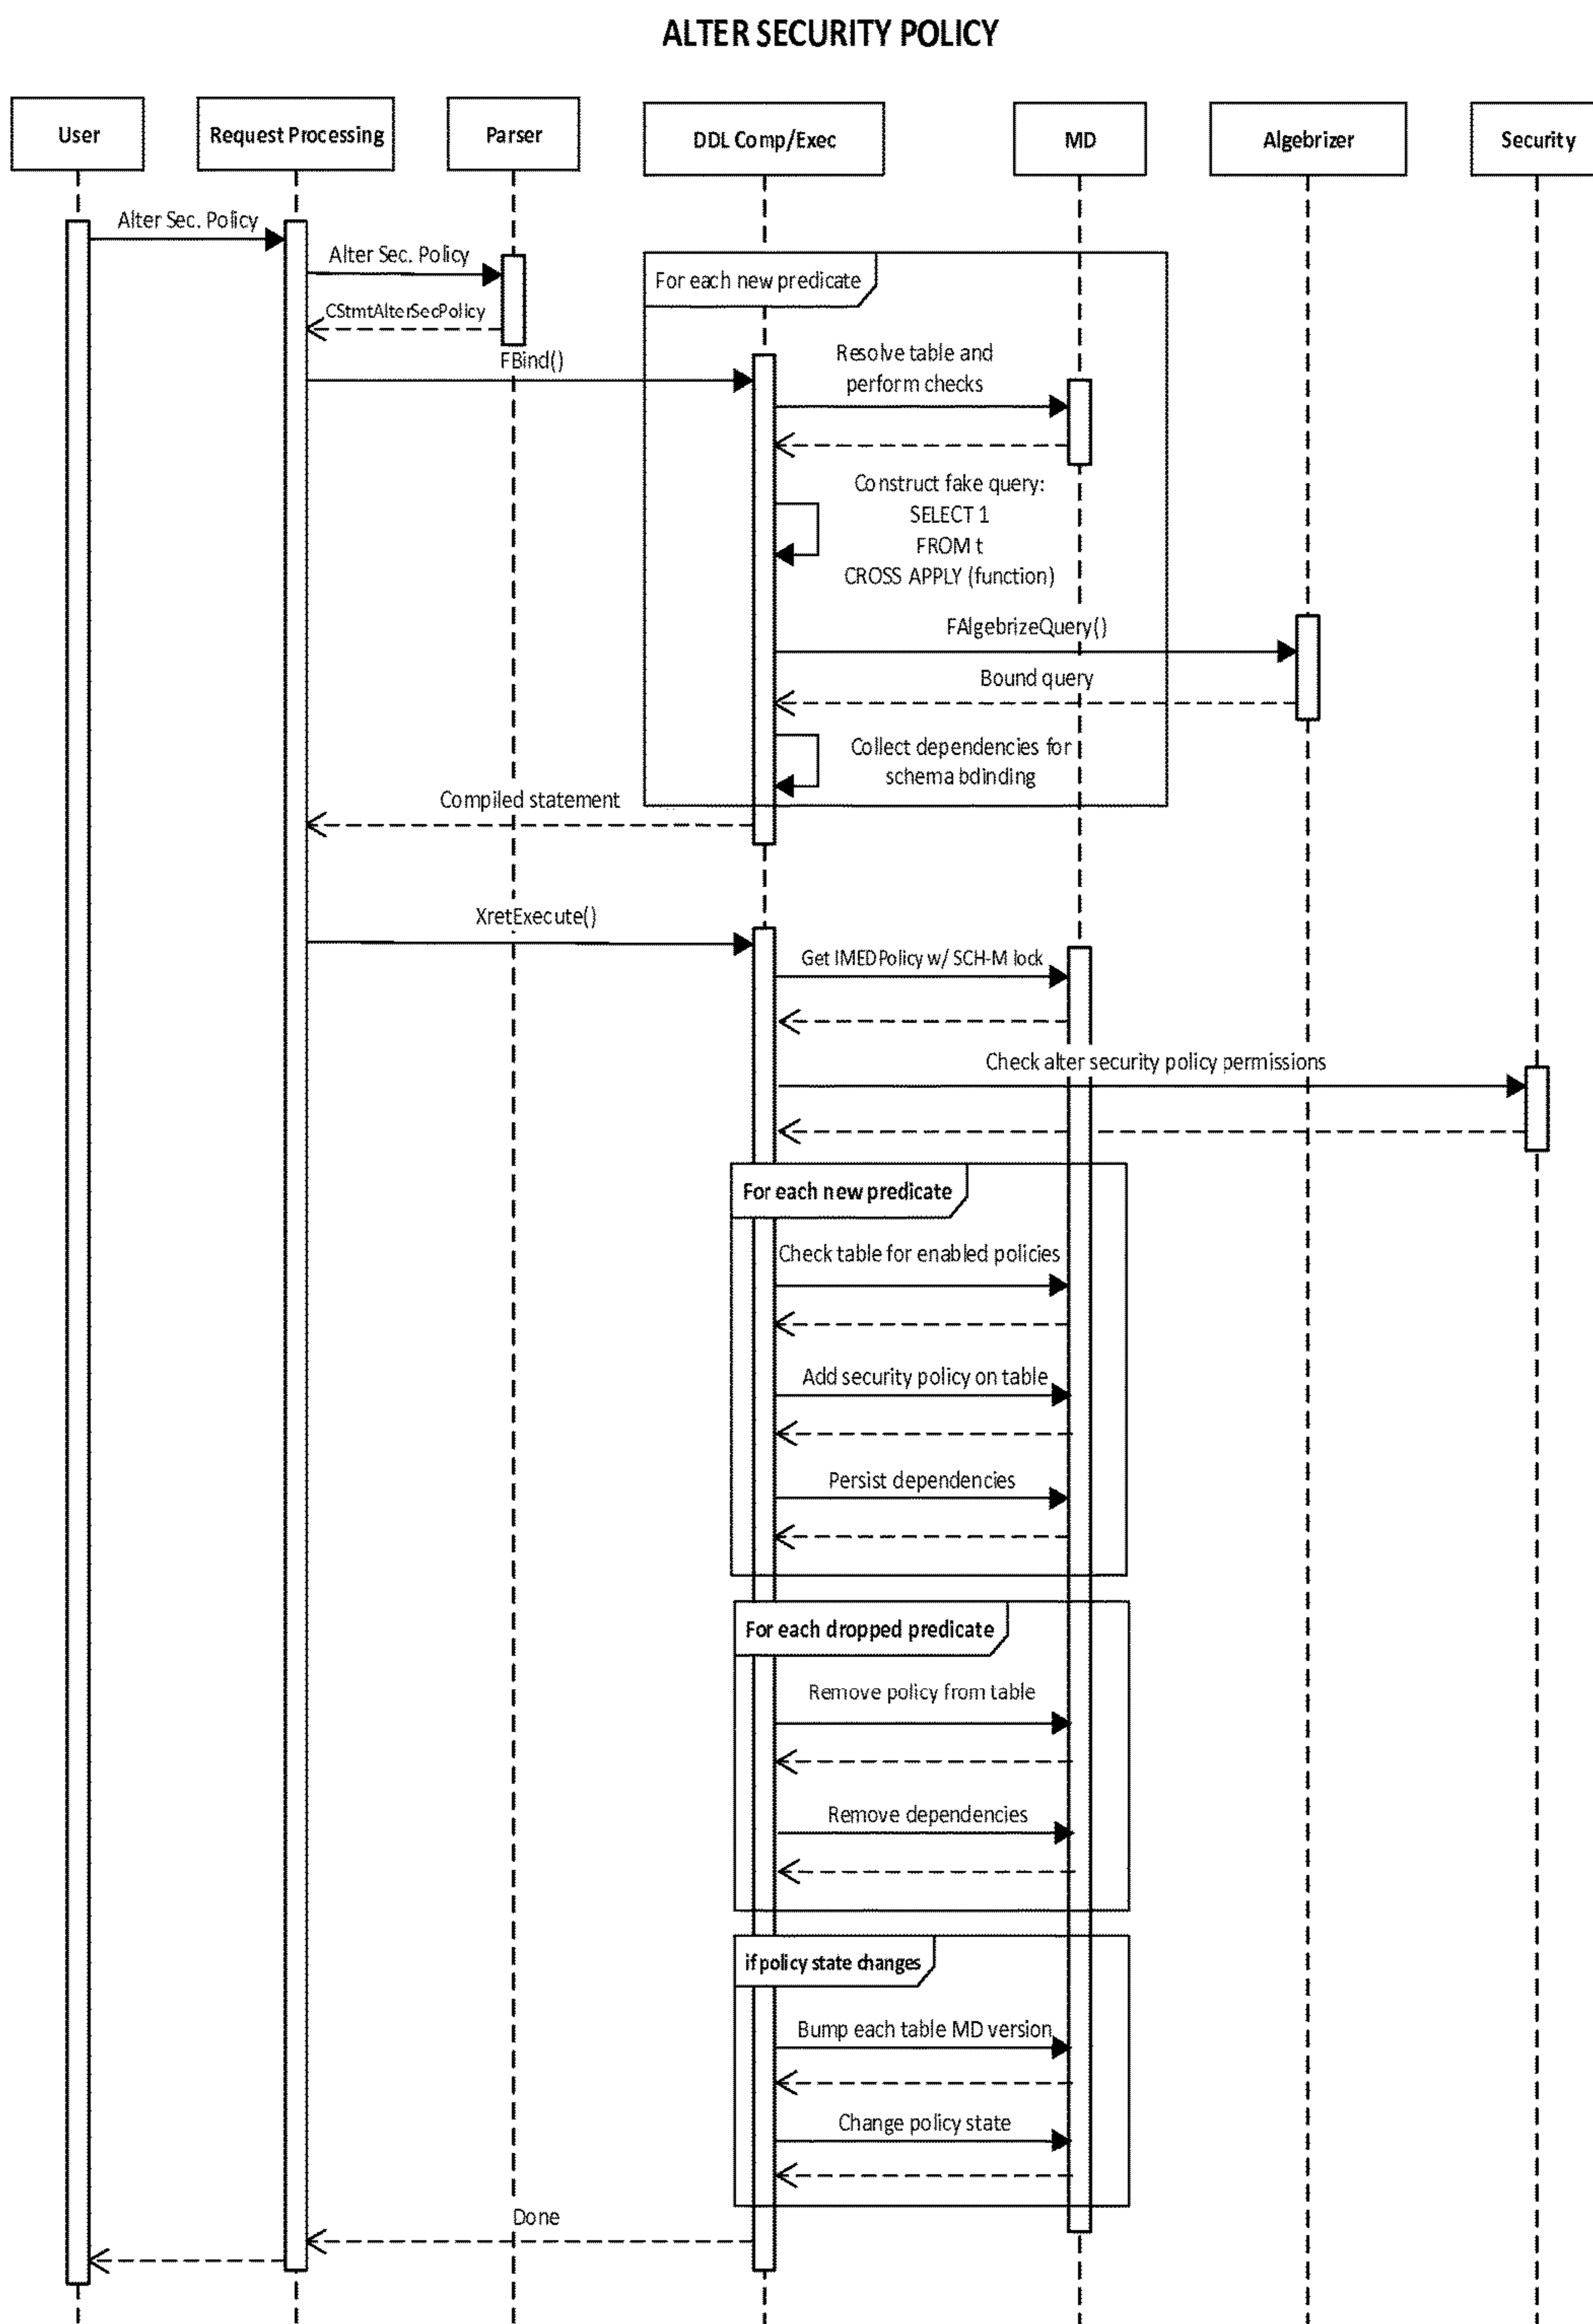 ALTER SECURITY POLICY
User
Request Processing
Parser
DDL Comp/Exec
MD
Algebrizer
Security
Alter Sec. Policy
Alter Sec. Policy
For each new predicate
CStmtAlterSecPolicy
FBind()
Resolve table and
perform checks
Construct fake query:
SELECT 1
FROM t
CROSS APPLY (function)
FAlgebrizeQuery()
Bound query
Collect dependencies for
schema bdinding
Compiled statement
XretExecute()
Get IMEDPolicy w/ SCH-M lock
Check alter security policy permissions
For each new predicate
Check table for enabled policies
Add security policy on table
Persist dependencies
For each dropped predicate
Remove policy from table
Remove dependencies
if policy state changes
Bump each table MD version
Change policy state
Done